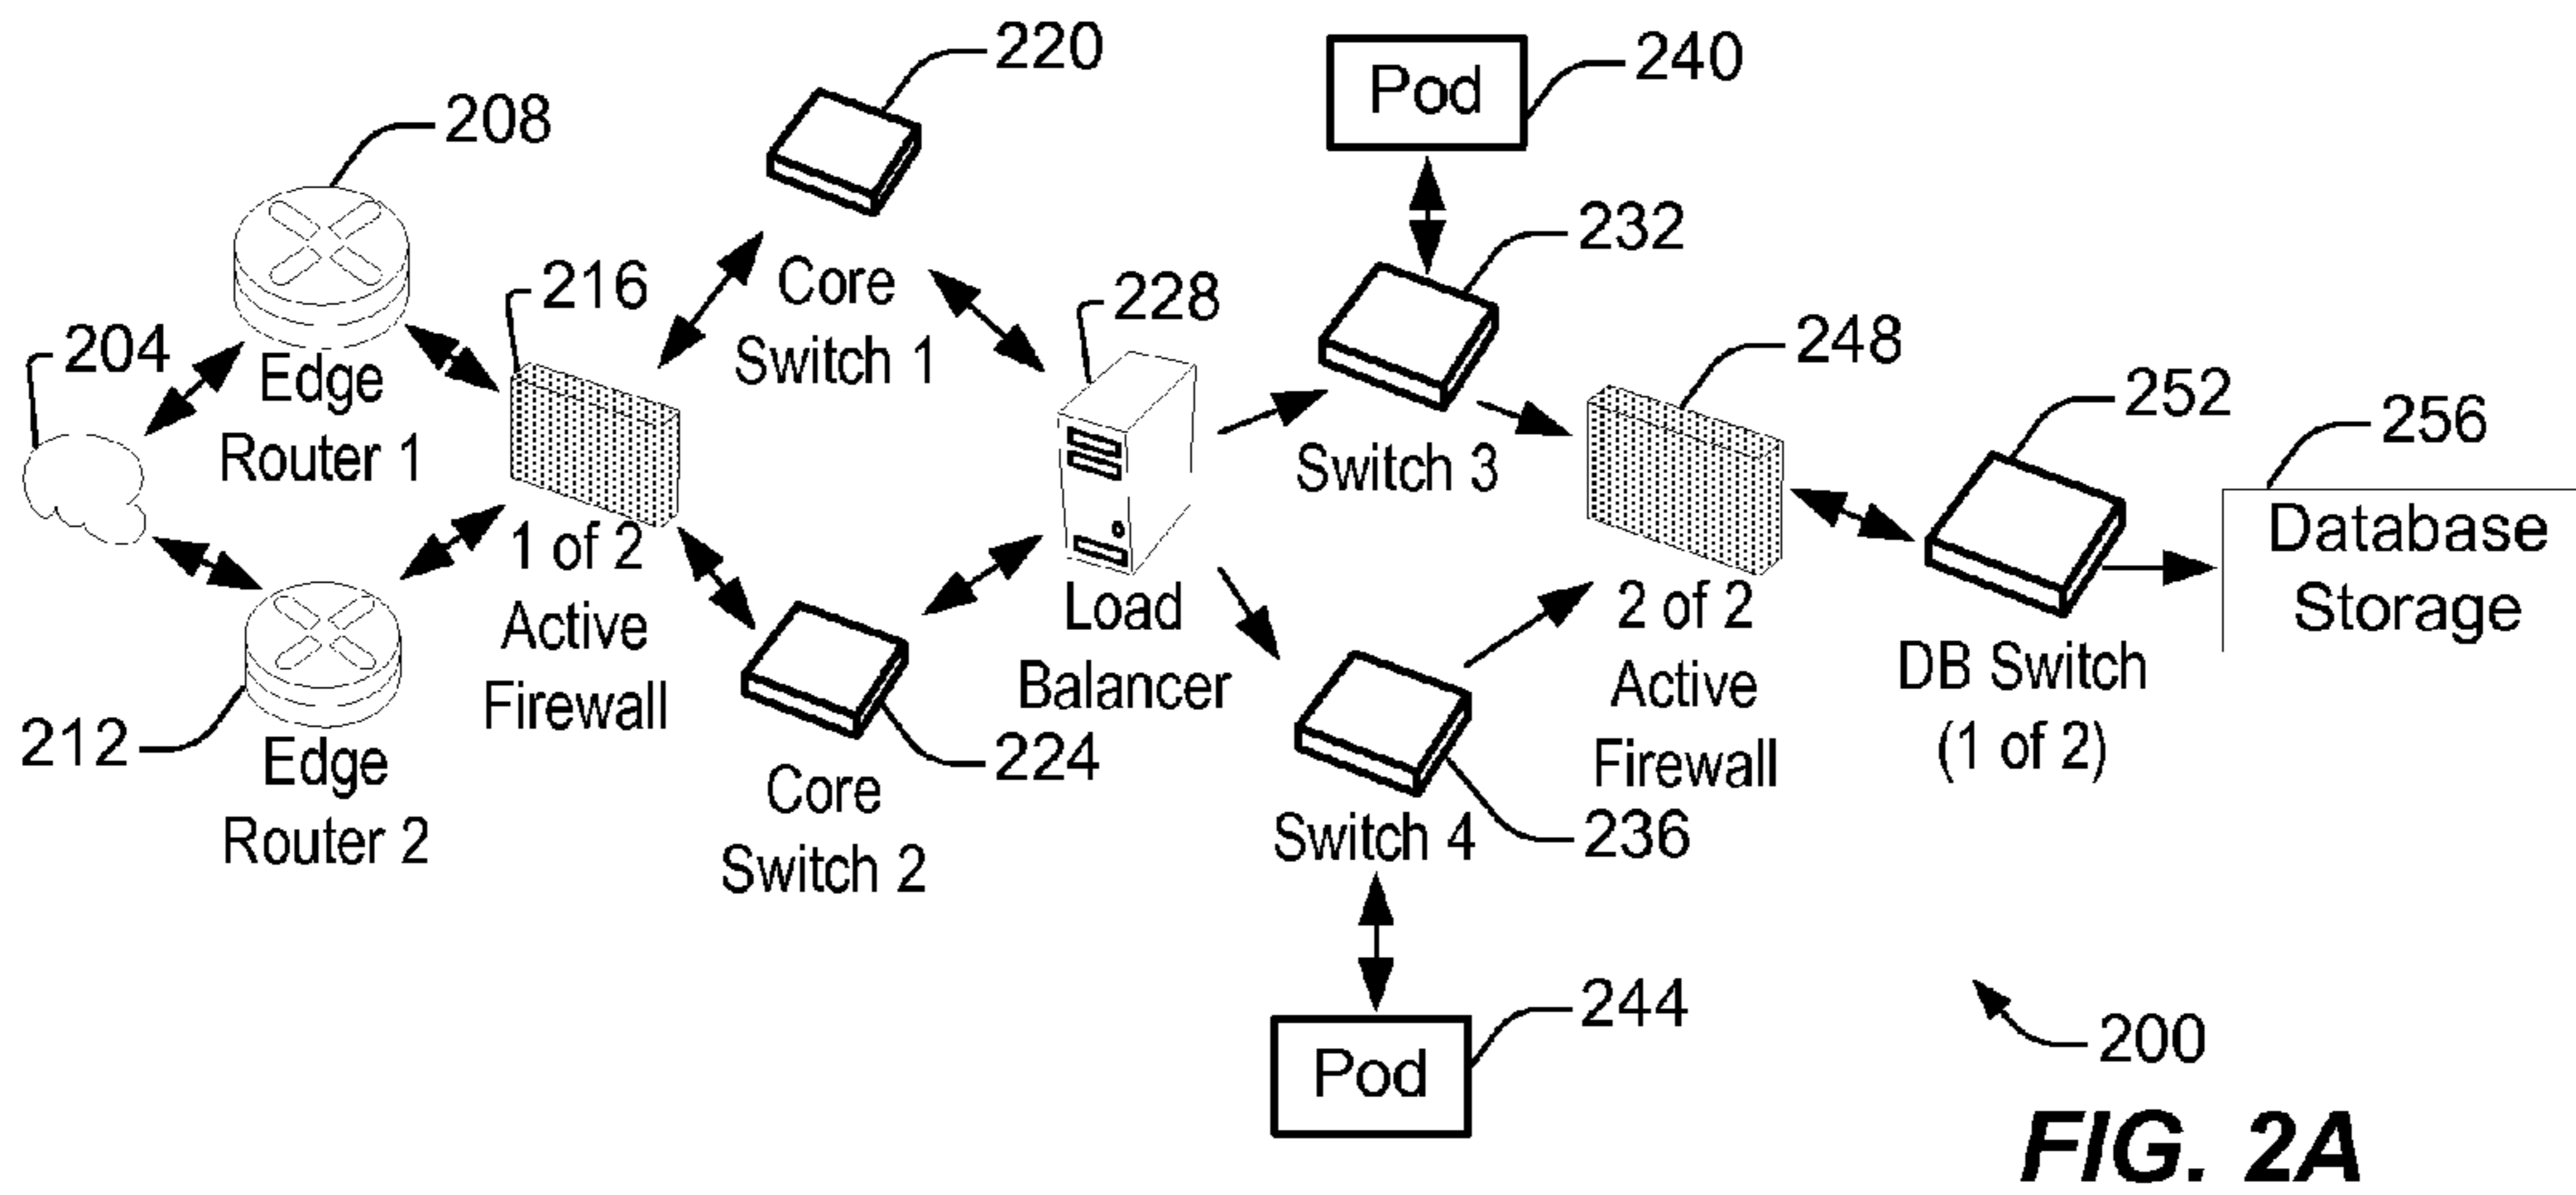 220
Pod
240
208
232
216
Core
Switch 1
228
204
Edge
Router 1
248
252
256
Switch 3
Database
Storage
1 of 2
Active
Firewall
Load
Balancer
2 of 2
Active
Firewall
DB Switch
(1 of 2)
212
Edge
Router 2
224
Core
Switch 2
Switch 4
236
244
Pod
200
FIG. 2A